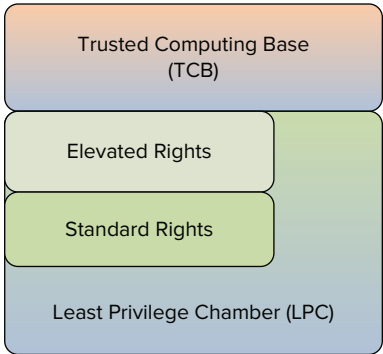 Trusted Computing Base
(TCB)
Elevated Rights
Standard Rights
Least Privilege Chamber (LPC)